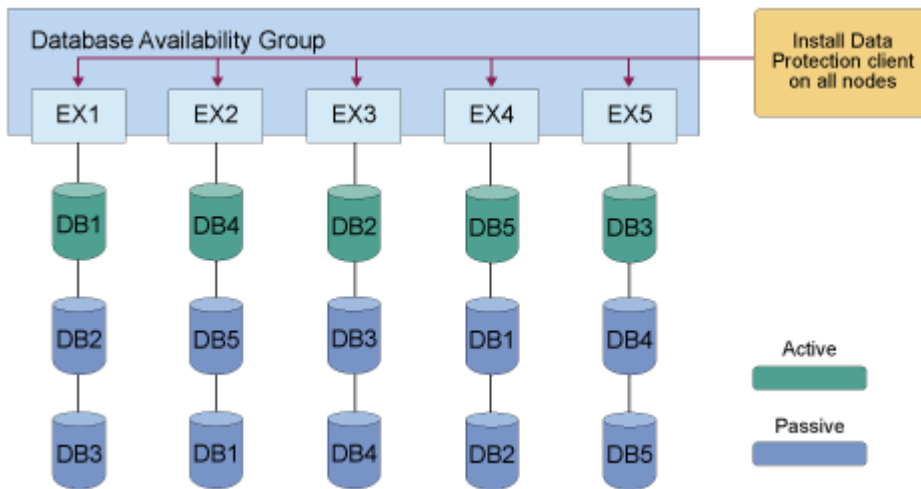 Database Availability Group
Install Data
Protection client
on all nodes
EX1 EX2 EX3 EX4 EX5
DB1 DB4 DB2 DB5 DB3
DB2 DB5 DB3 DB1 DB4
Active
DB3 DB1 DB4 DB2 DB5
Passive